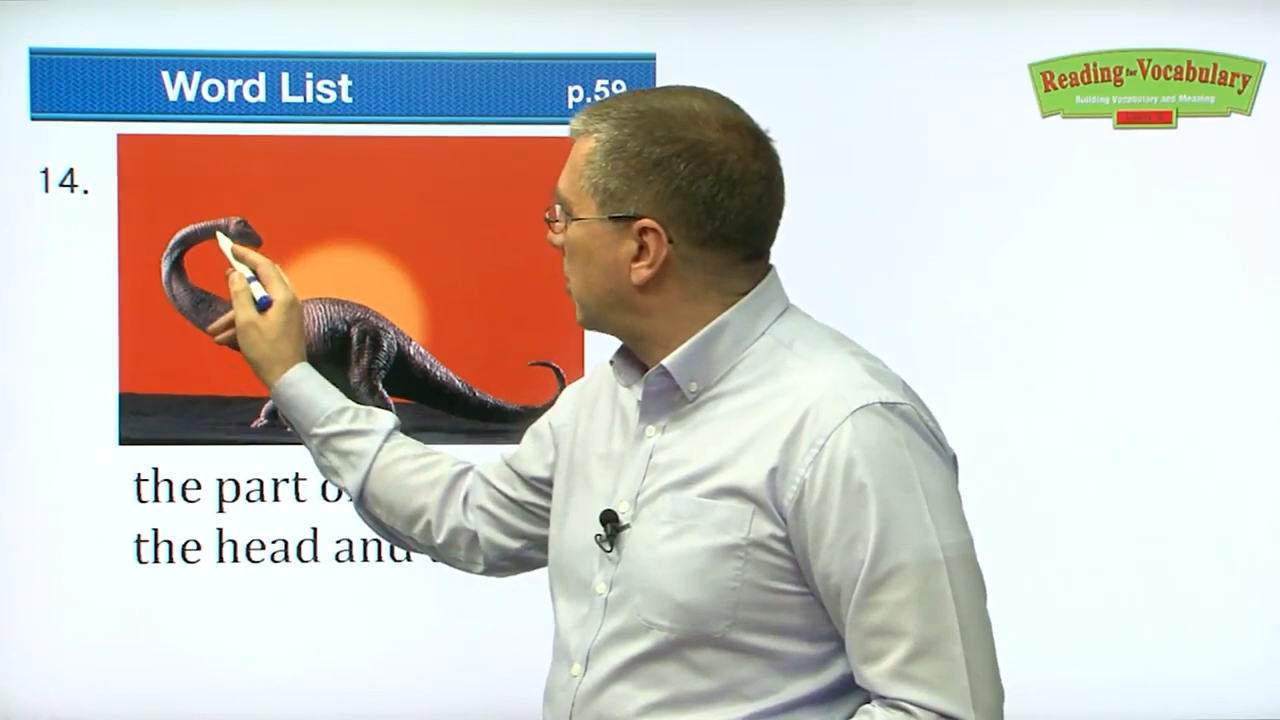 Word List
p.59
Reading for Vocabulary
Building Vocabulary and Meaning
14.
the part
the head and